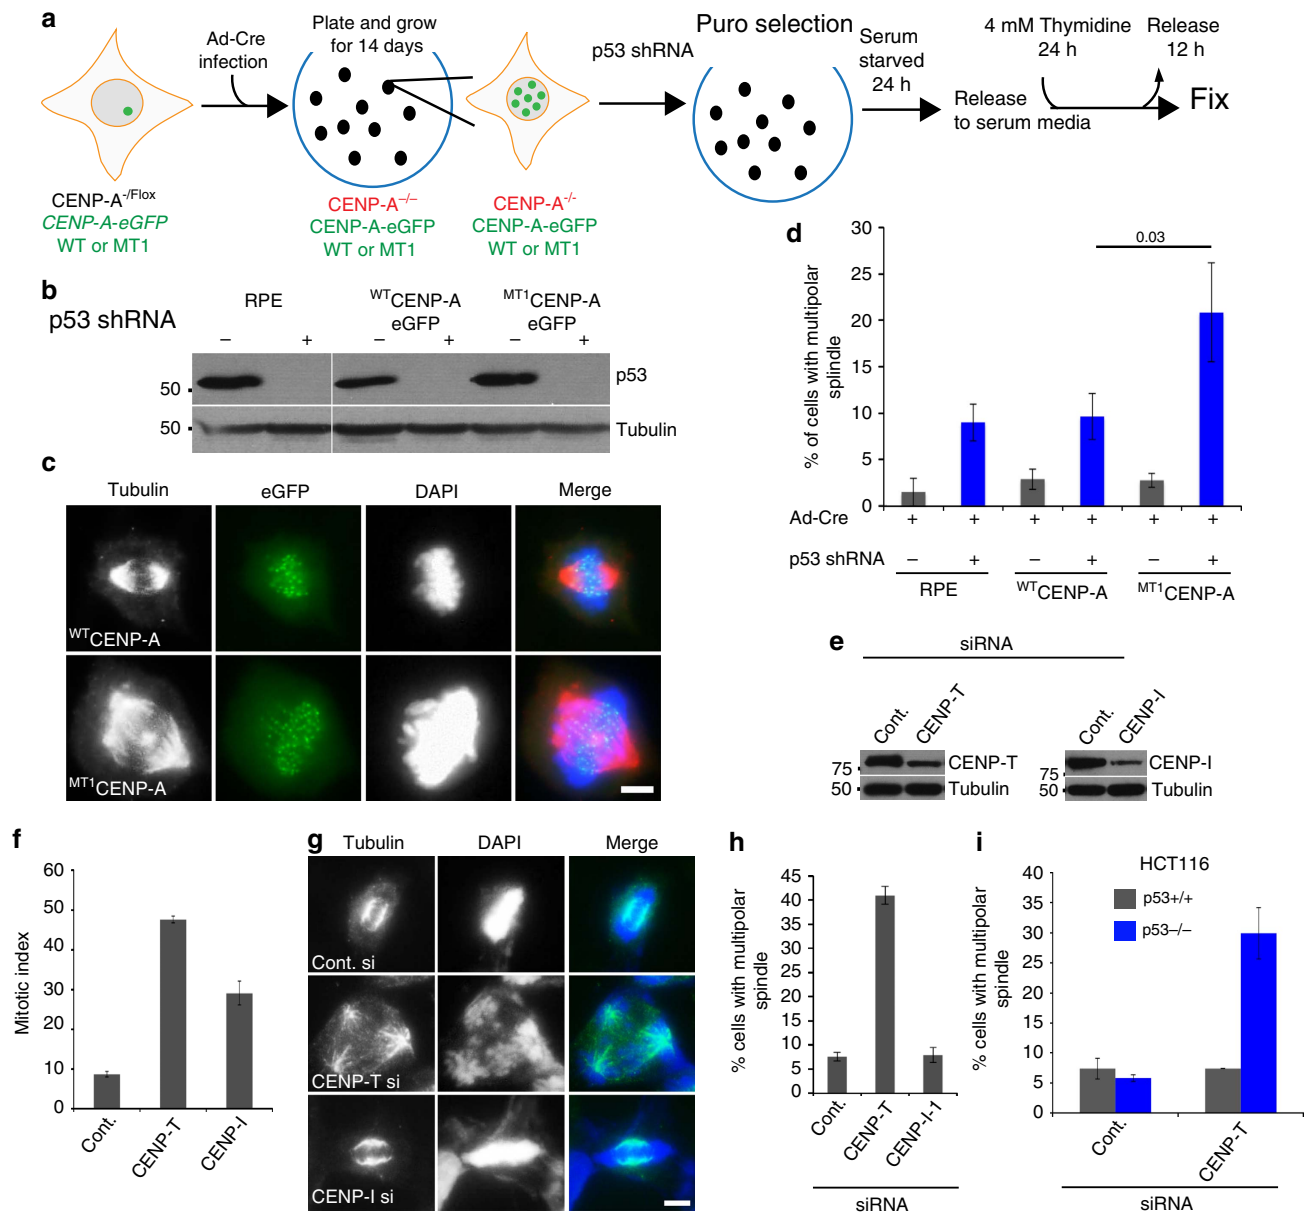 a
Ad-Cre
infection
Plate and grow
for 14 days
p53 shRNA
Puro selection
Serum
starved
24 h
4 mM Thymidine
24 h
Release
12 h
Release
to serum media
Fix
CENP-A-/Flox
CENP-A-eGFP
WT or MT1
CENP-A–/–
CENP-A-eGFP
WT or MT1
CENP-A-/-
CENP-A-eGFP
WT or MT1
b
p53 shRNA
RPE
WTCENP-A
eGFP
MT1CENP-A
eGFP
– + – + – +
50
p53
50
Tubulin
c
Tubulin eGFP DAPI Merge
WTCENP-A
MT1CENP-A
d
% of cells with multipolar
spindle
30
25
20
15
10
5
0
0.03
Ad-Cre + + + + + +
p53 shRNA – + – + – +
RPE WTCENP-A MT1CENP-A
e
siRNA
Cont. CENP-T
75
CENP-T
50
Tubulin
Cont. CENP-I
75
CENP-I
50
Tubulin
f
Mitotic index
60
50
40
30
20
10
0
Cont. CENP-T CENP-I
g
Tubulin DAPI Merge
Cont. si
CENP-T si
CENP-I si
h
% cells with multipolar
spindle
45
40
35
30
25
20
15
10
5
0
Cont. CENP-T CENP-I-1
siRNA
i
HCT116
p53+/+
p53–/–
% cells with multipolar
spindle
40
35
30
25
20
15
10
5
0
Cont. CENP-T
siRNA